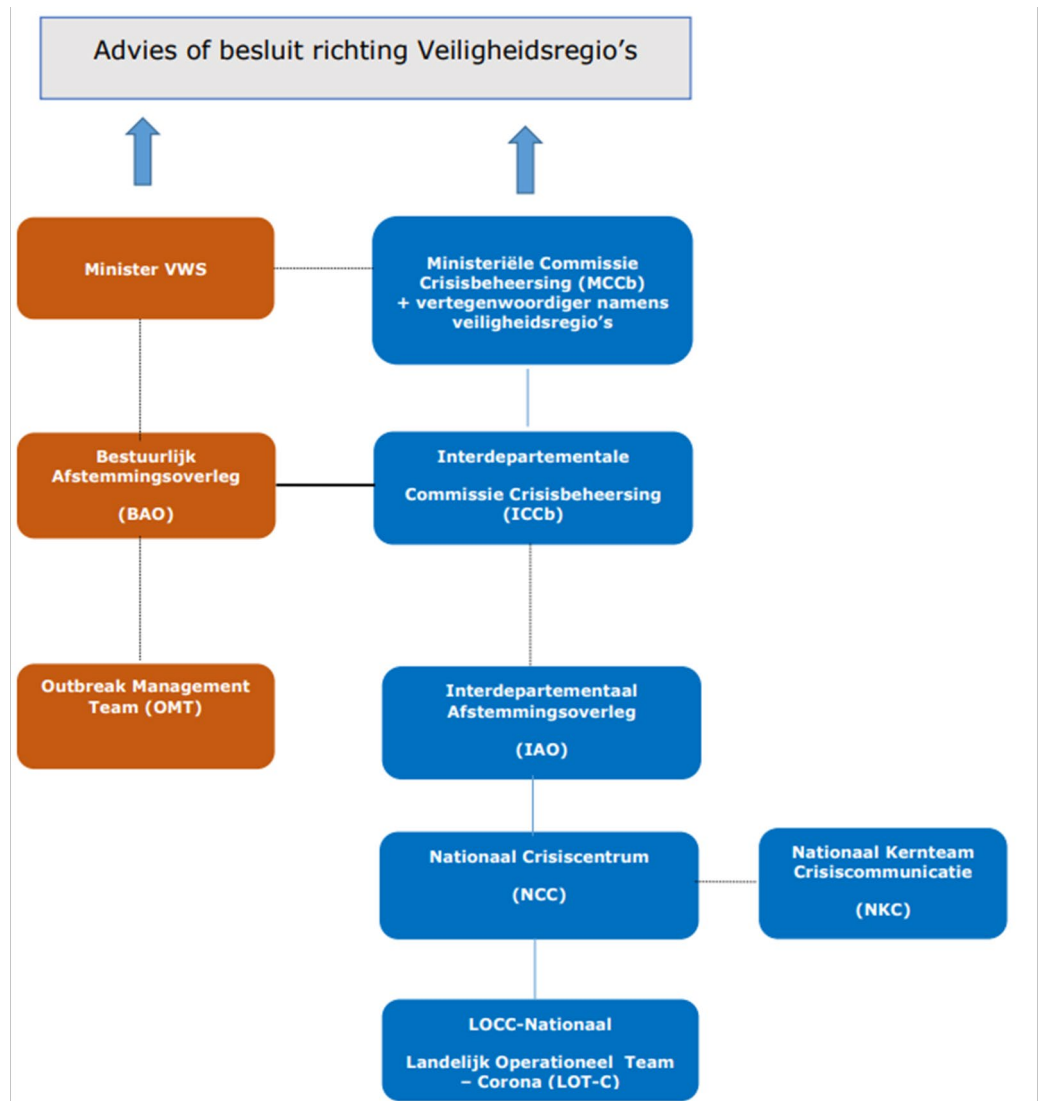 Advies of besluit richting Veiligheidsregio's
Minister VWS
Ministeriële Commissie
Crisisbeheersing (MCCb)
+ vertegenwoordiger namens
veiligheidsregio's
Bestuurlijk
Afstemmingsoverleg
(BAO)
Interdepartementale
Commissie Crisisbeheersing
(ICCb)
Outbreak Management
Team (OMT)
Interdepartementaal
Afstemmingsoverleg
(IAO)
Nationaal Crisiscentrum
(NCC)
Nationaal Kernteam
Crisiscommunicatie
(NKC)
LOCC-Nationaal
Landelijk Operationeel Team
– Corona (LOT-C)